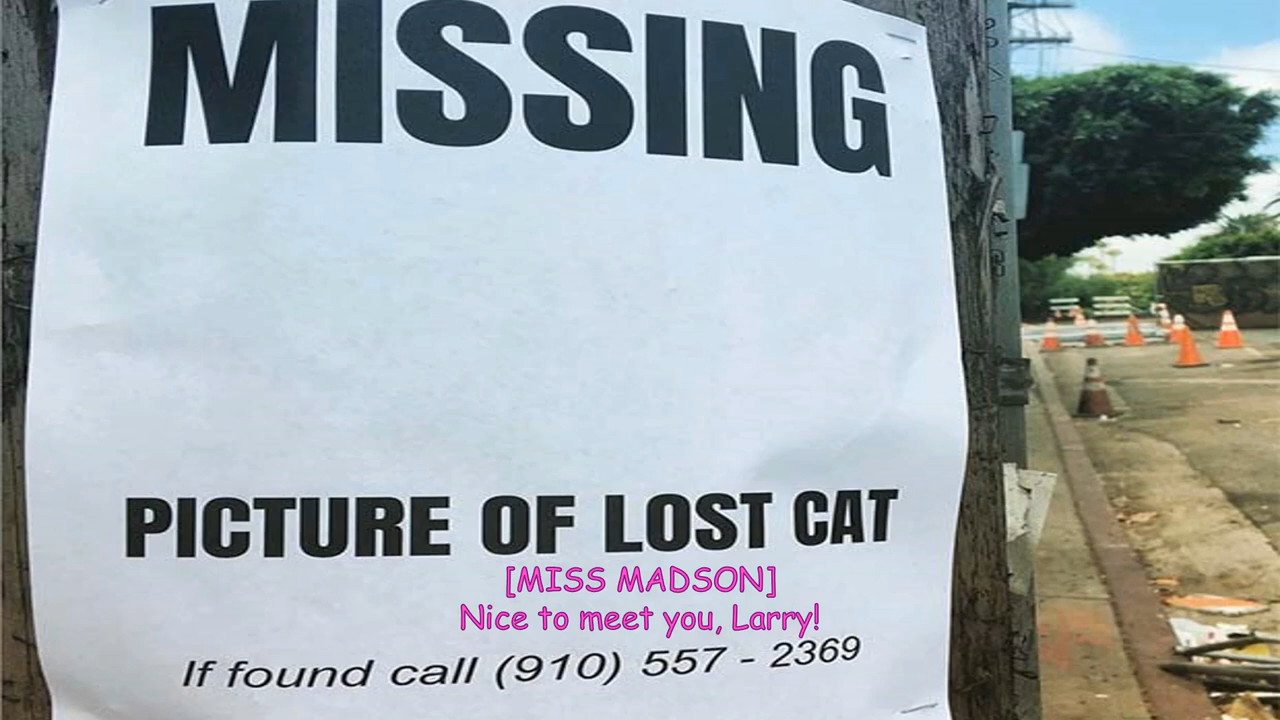 MISSING
PICTURE OF LOST CAT
[MISS MADSON]
Nice to meet you, Larry!
If found call (910) 557 - 2369